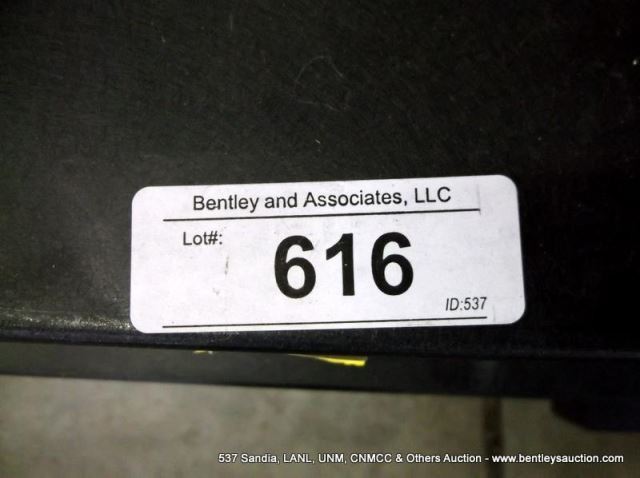 Bentley and Associates, LLC
Lot#:
616
ID:537
537 Sandia, LANL, UNM, CNMCC & Others Auction - www.bentleysauction.com